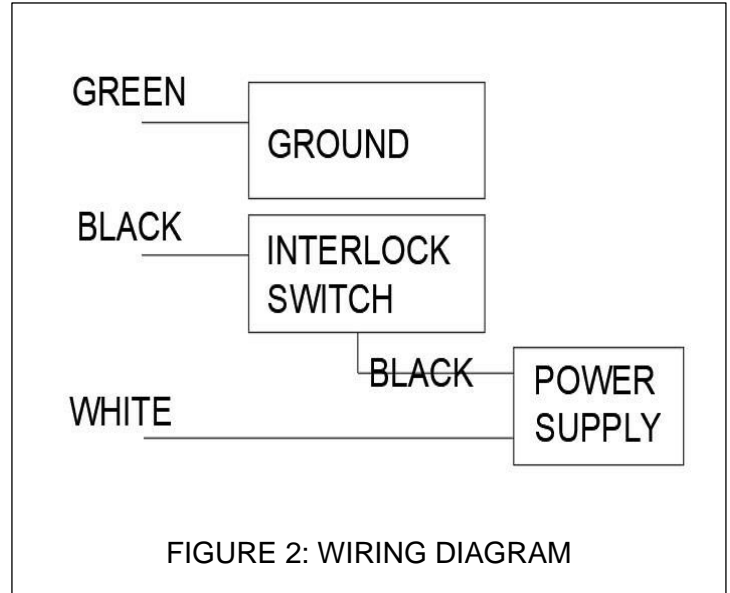 GREEN
GROUND
BLACK
INTERLOCK
SWITCH
BLACK
POWER
SUPPLY
WHITE
FIGURE 2: WIRING DIAGRAM